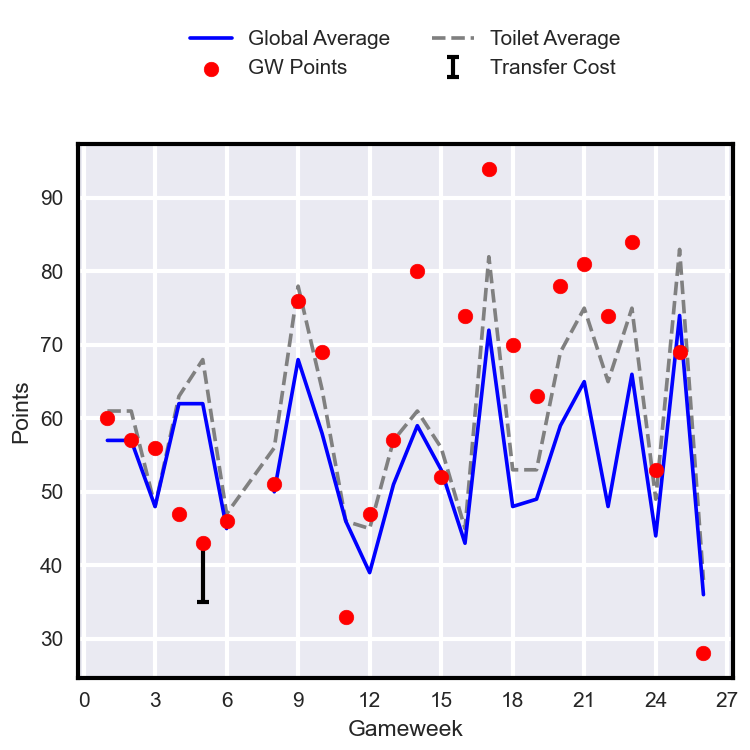 Global Average
Toilet Average
GW Points
Transfer Cost
90
80
70
60
50
40
30
Points
0 3 6 9 12 15 18 21 24 27
Gameweek